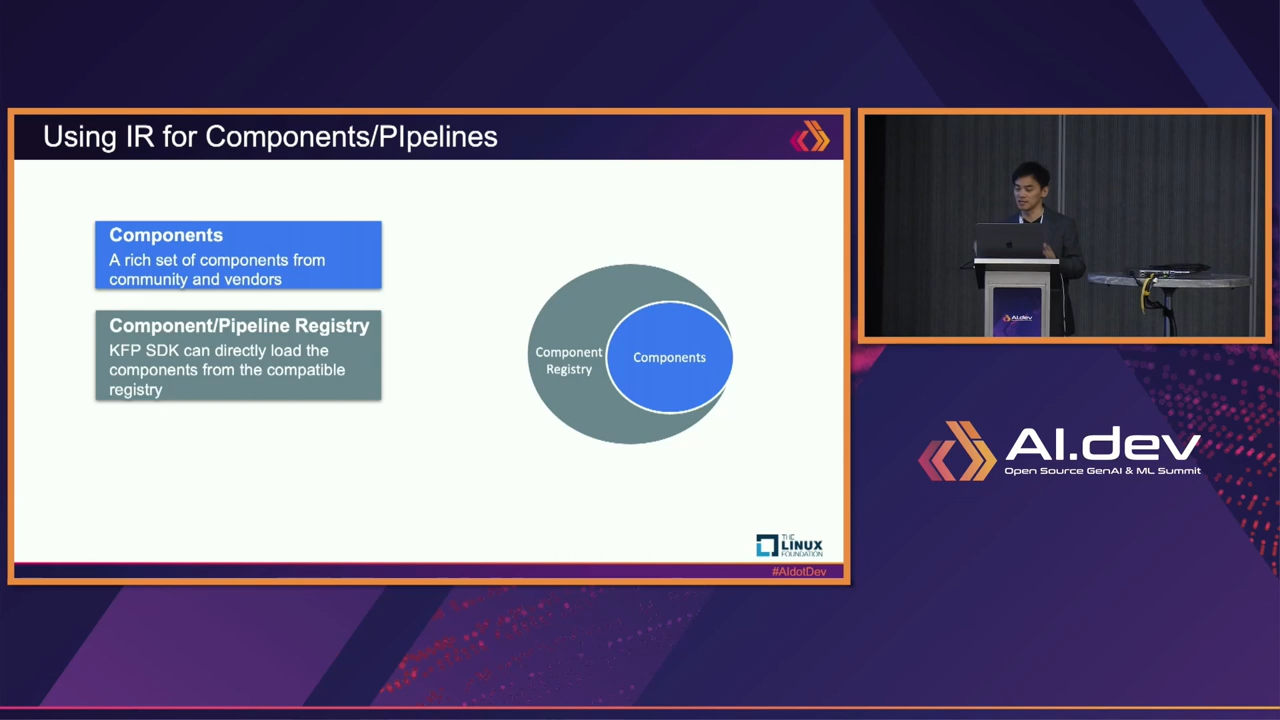 Using IR for Components/PIpelines
Components
A rich set of components from
community and vendors
Component/Pipeline Registry
KFP SDK can directly load the
components from the compatible
registry
Component
Registry
Components
THE
LINUX
FOUNDATION
#AIdotDev
AI.dev
AI.dev
Open Source GenAI & ML Summit